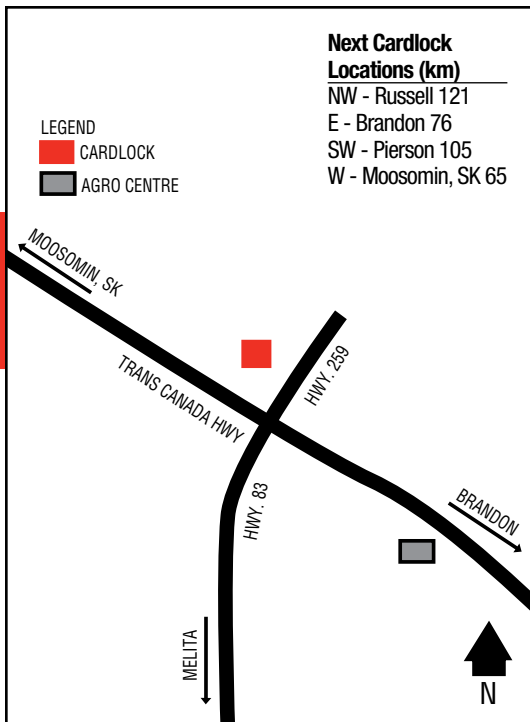 Next Cardlock
Locations (km)
NW - Russell 121
E - Brandon 76
SW - Pierson 105
W - Moosomin, SK 65
LEGEND
CARDLOCK
AGRO CENTRE
MOOSOMIN, SK
TRANS CANADA HWY
HWY. 259
HWY. 83
BRANDON
MELITA
N